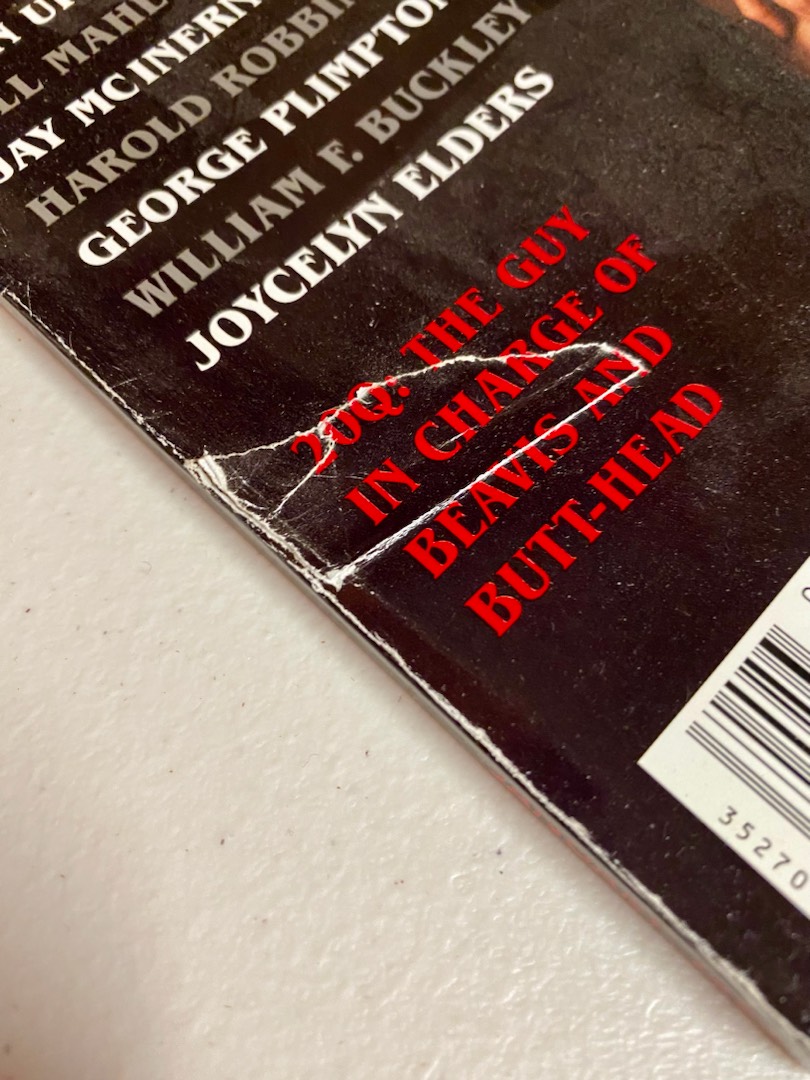 JAY MCINERN
HAROLD ROBBIN
GEORGE PLIMPTON
WILLIAM F. BUCKLEY
JOYCELYN ELDERS
20Q: THE GUY
IN CHARGE OF
BEAVIS AND
BUTT-HEAD
35270